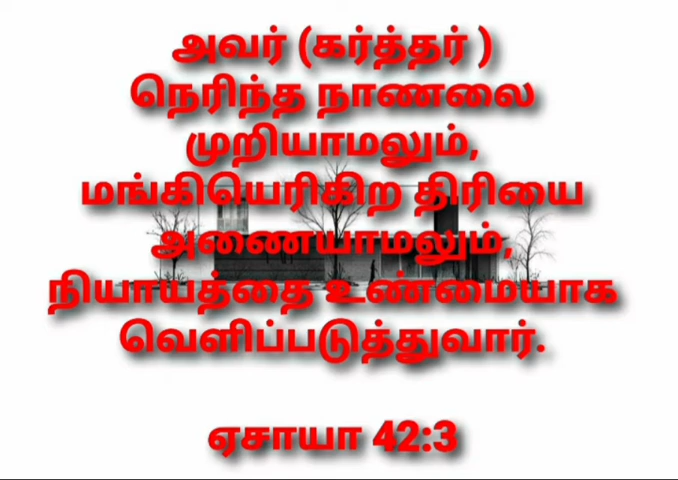 அவர் (கர்த்தர் )
நெரிந்த நாணலை
முறியாமலும்,
மங்கியெரிகிற திரியை
அணையாமலும்,
நியாயத்தை உண்மையாக
வெளிப்படுத்துவார்.
ஏசாயா 42:3